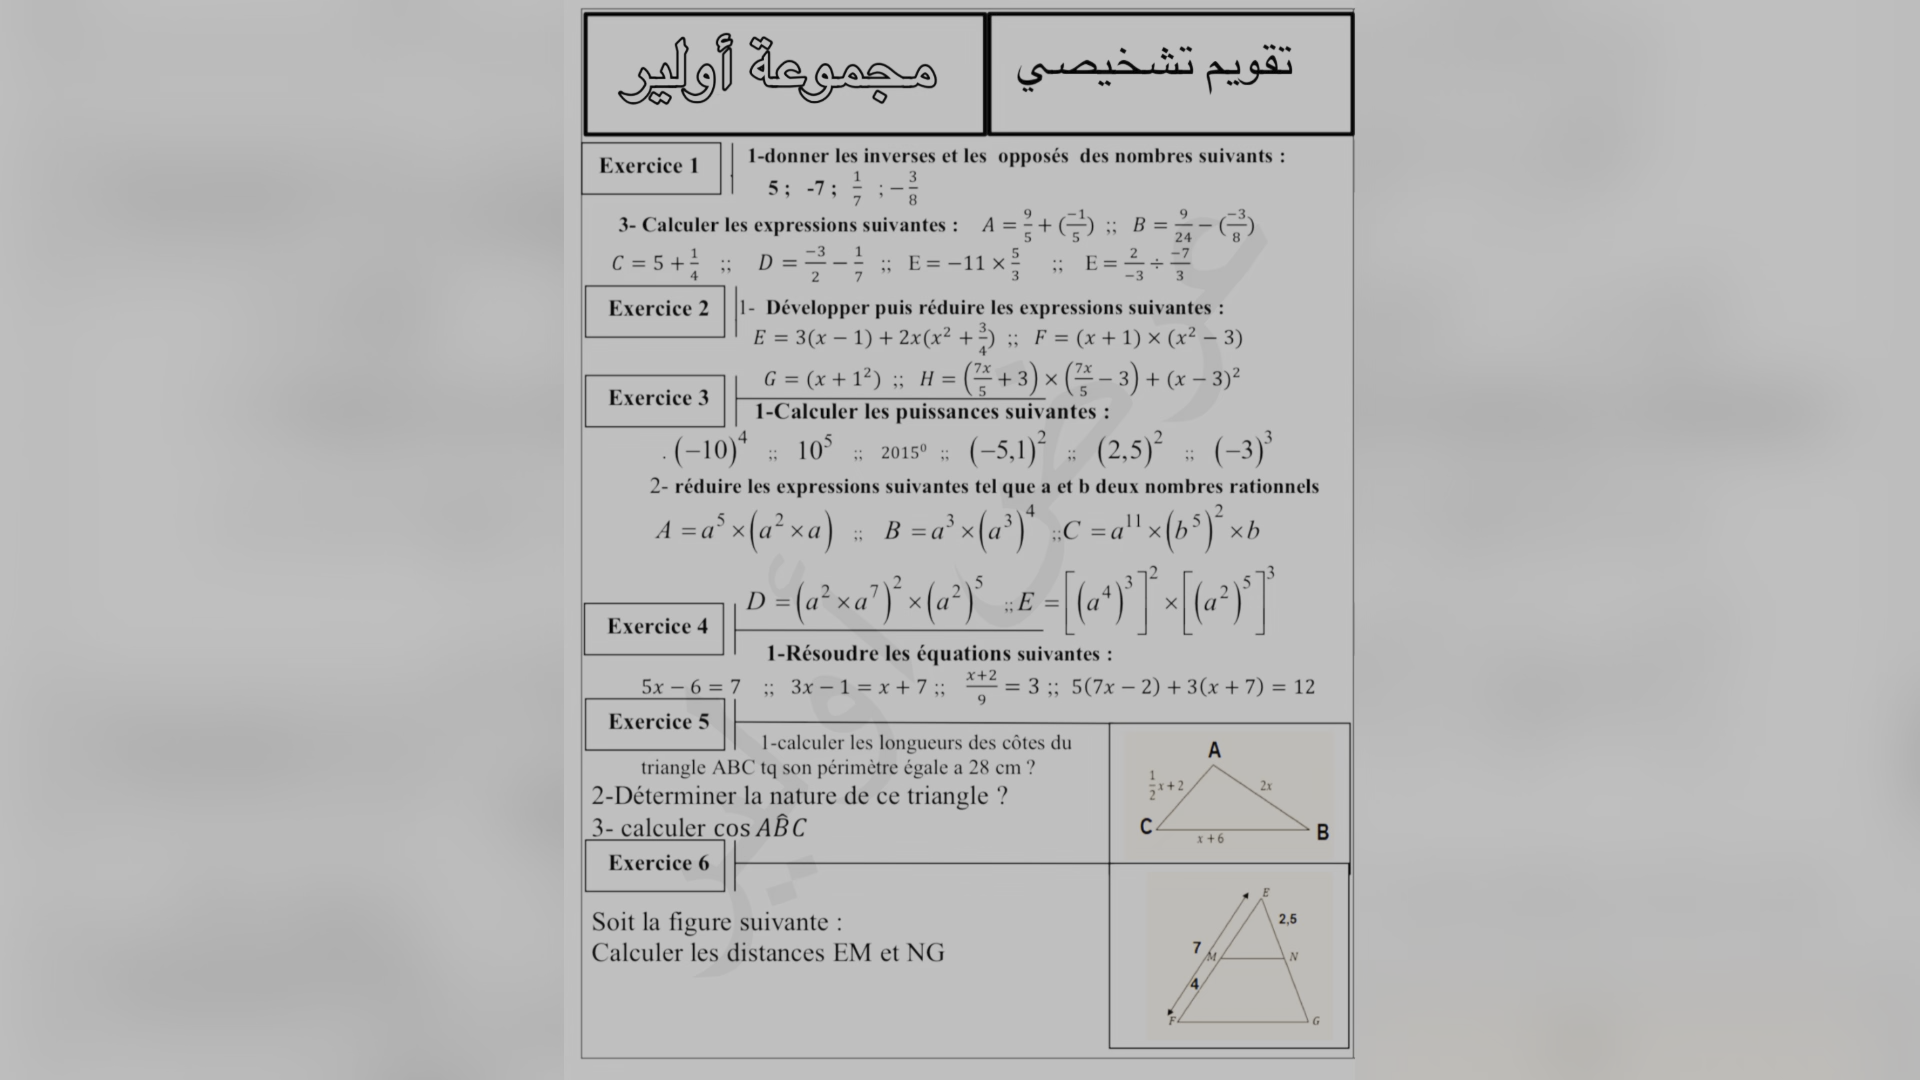 مجموعة أولير
تقويم تشخيصي
Exercice 1
1-donner les inverses et les opposés des nombres suivants :
5 ; -7 ; 1/7 ; −3/8
3- Calculer les expressions suivantes : A = 9/5 + (−1/5) ;; B = 9/24 − (−3/8)
C = 5 + 1/4 ;; D = −3/2 − 1/7 ;; E = −11 × 5/3 ;; E = 2/−3 ÷ −7/3
Exercice 2
1- Développer puis réduire les expressions suivantes :
E = 3(x − 1) + 2x(x² + 3/4) ;; F = (x + 1) × (x² − 3)
G = (x + 1²) ;; H = (7x/5 + 3) × (7x/5 − 3) + (x − 3)²
Exercice 3
1-Calculer les puissances suivantes :
. (−10)⁴ ;; 10⁵ ;; 2015⁰ ;; (−5,1)² ;; (2,5)² ;; (−3)³
2- réduire les expressions suivantes tel que a et b deux nombres rationnels
A = a⁵ × (a² × a) ;; B = a³ × (a³)⁴ ;; C = a¹¹ × (b⁵)² × b
D = (a² × a⁷)² × (a²)⁵ ;; E = [(a⁴)³]² × [(a²)⁵]³
Exercice 4
1-Résoudre les équations suivantes :
5x − 6 = 7 ;; 3x − 1 = x + 7 ;; x+2/9 = 3 ;; 5(7x − 2) + 3(x + 7) = 12
Exercice 5
1-calculer les longueurs des côtes du
triangle ABC tq son périmètre égale a 28 cm ?
2-Déterminer la nature de ce triangle ?
3- calculer cos AB̂C
A
1/2 x + 2
2x
C
B
x + 6
Exercice 6
Soit la figure suivante :
Calculer les distances EM et NG
E
2,5
7
M
N
4
F
G
عرض أولير